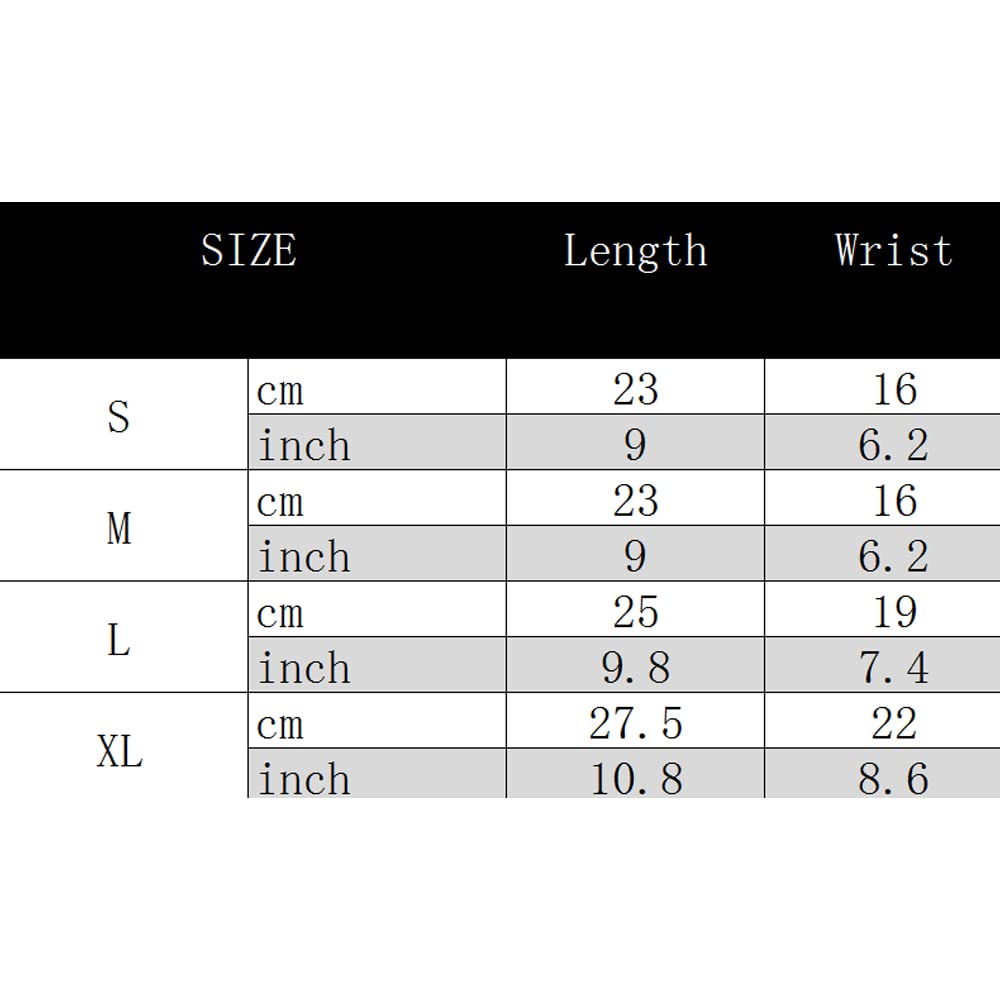 SIZE Length Wrist
S cm 23 16
inch 9 6.2
M cm 23 16
inch 9 6.2
L cm 25 19
inch 9.8 7.4
XL cm 27.5 22
inch 10.8 8.6